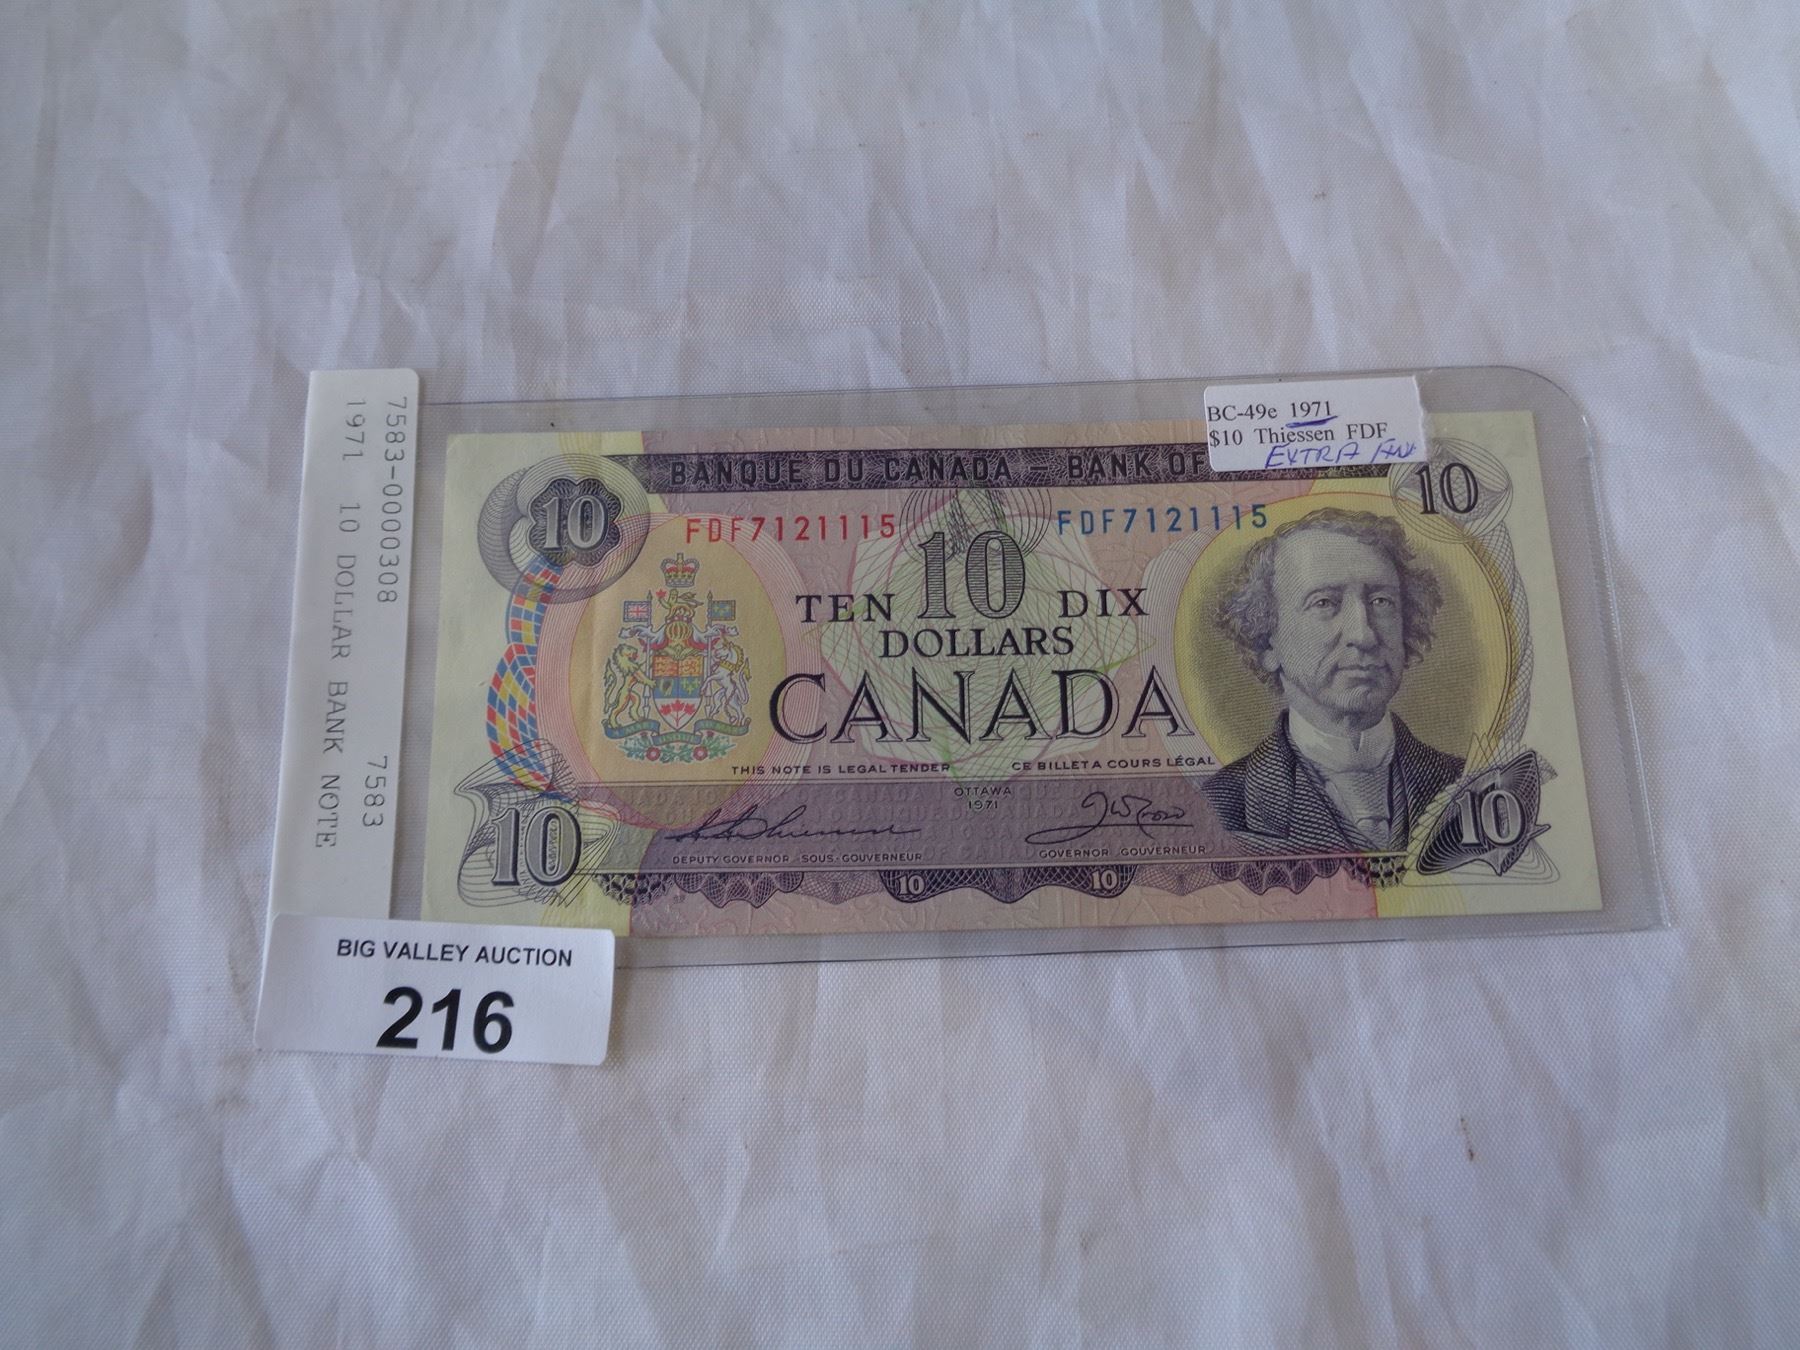 7583-0000308 7583
1971 10 DOLLAR BANK NOTE
BIG VALLEY AUCTION
216
BC-49e 1971
$10 Thiessen FDF
EXTRA
BANQUE DU CANADA – BANK OF
10 10
FDF7121115 FDF7121115
TEN 10 DIX
DOLLARS
CANADA
THIS NOTE IS LEGAL TENDER CE BILLET A COURS LÉGAL
OTTAWA
1971
DEPUTY GOVERNOR - SOUS-GOUVERNEUR GOVERNOR - GOUVERNEUR
10 10
10 10